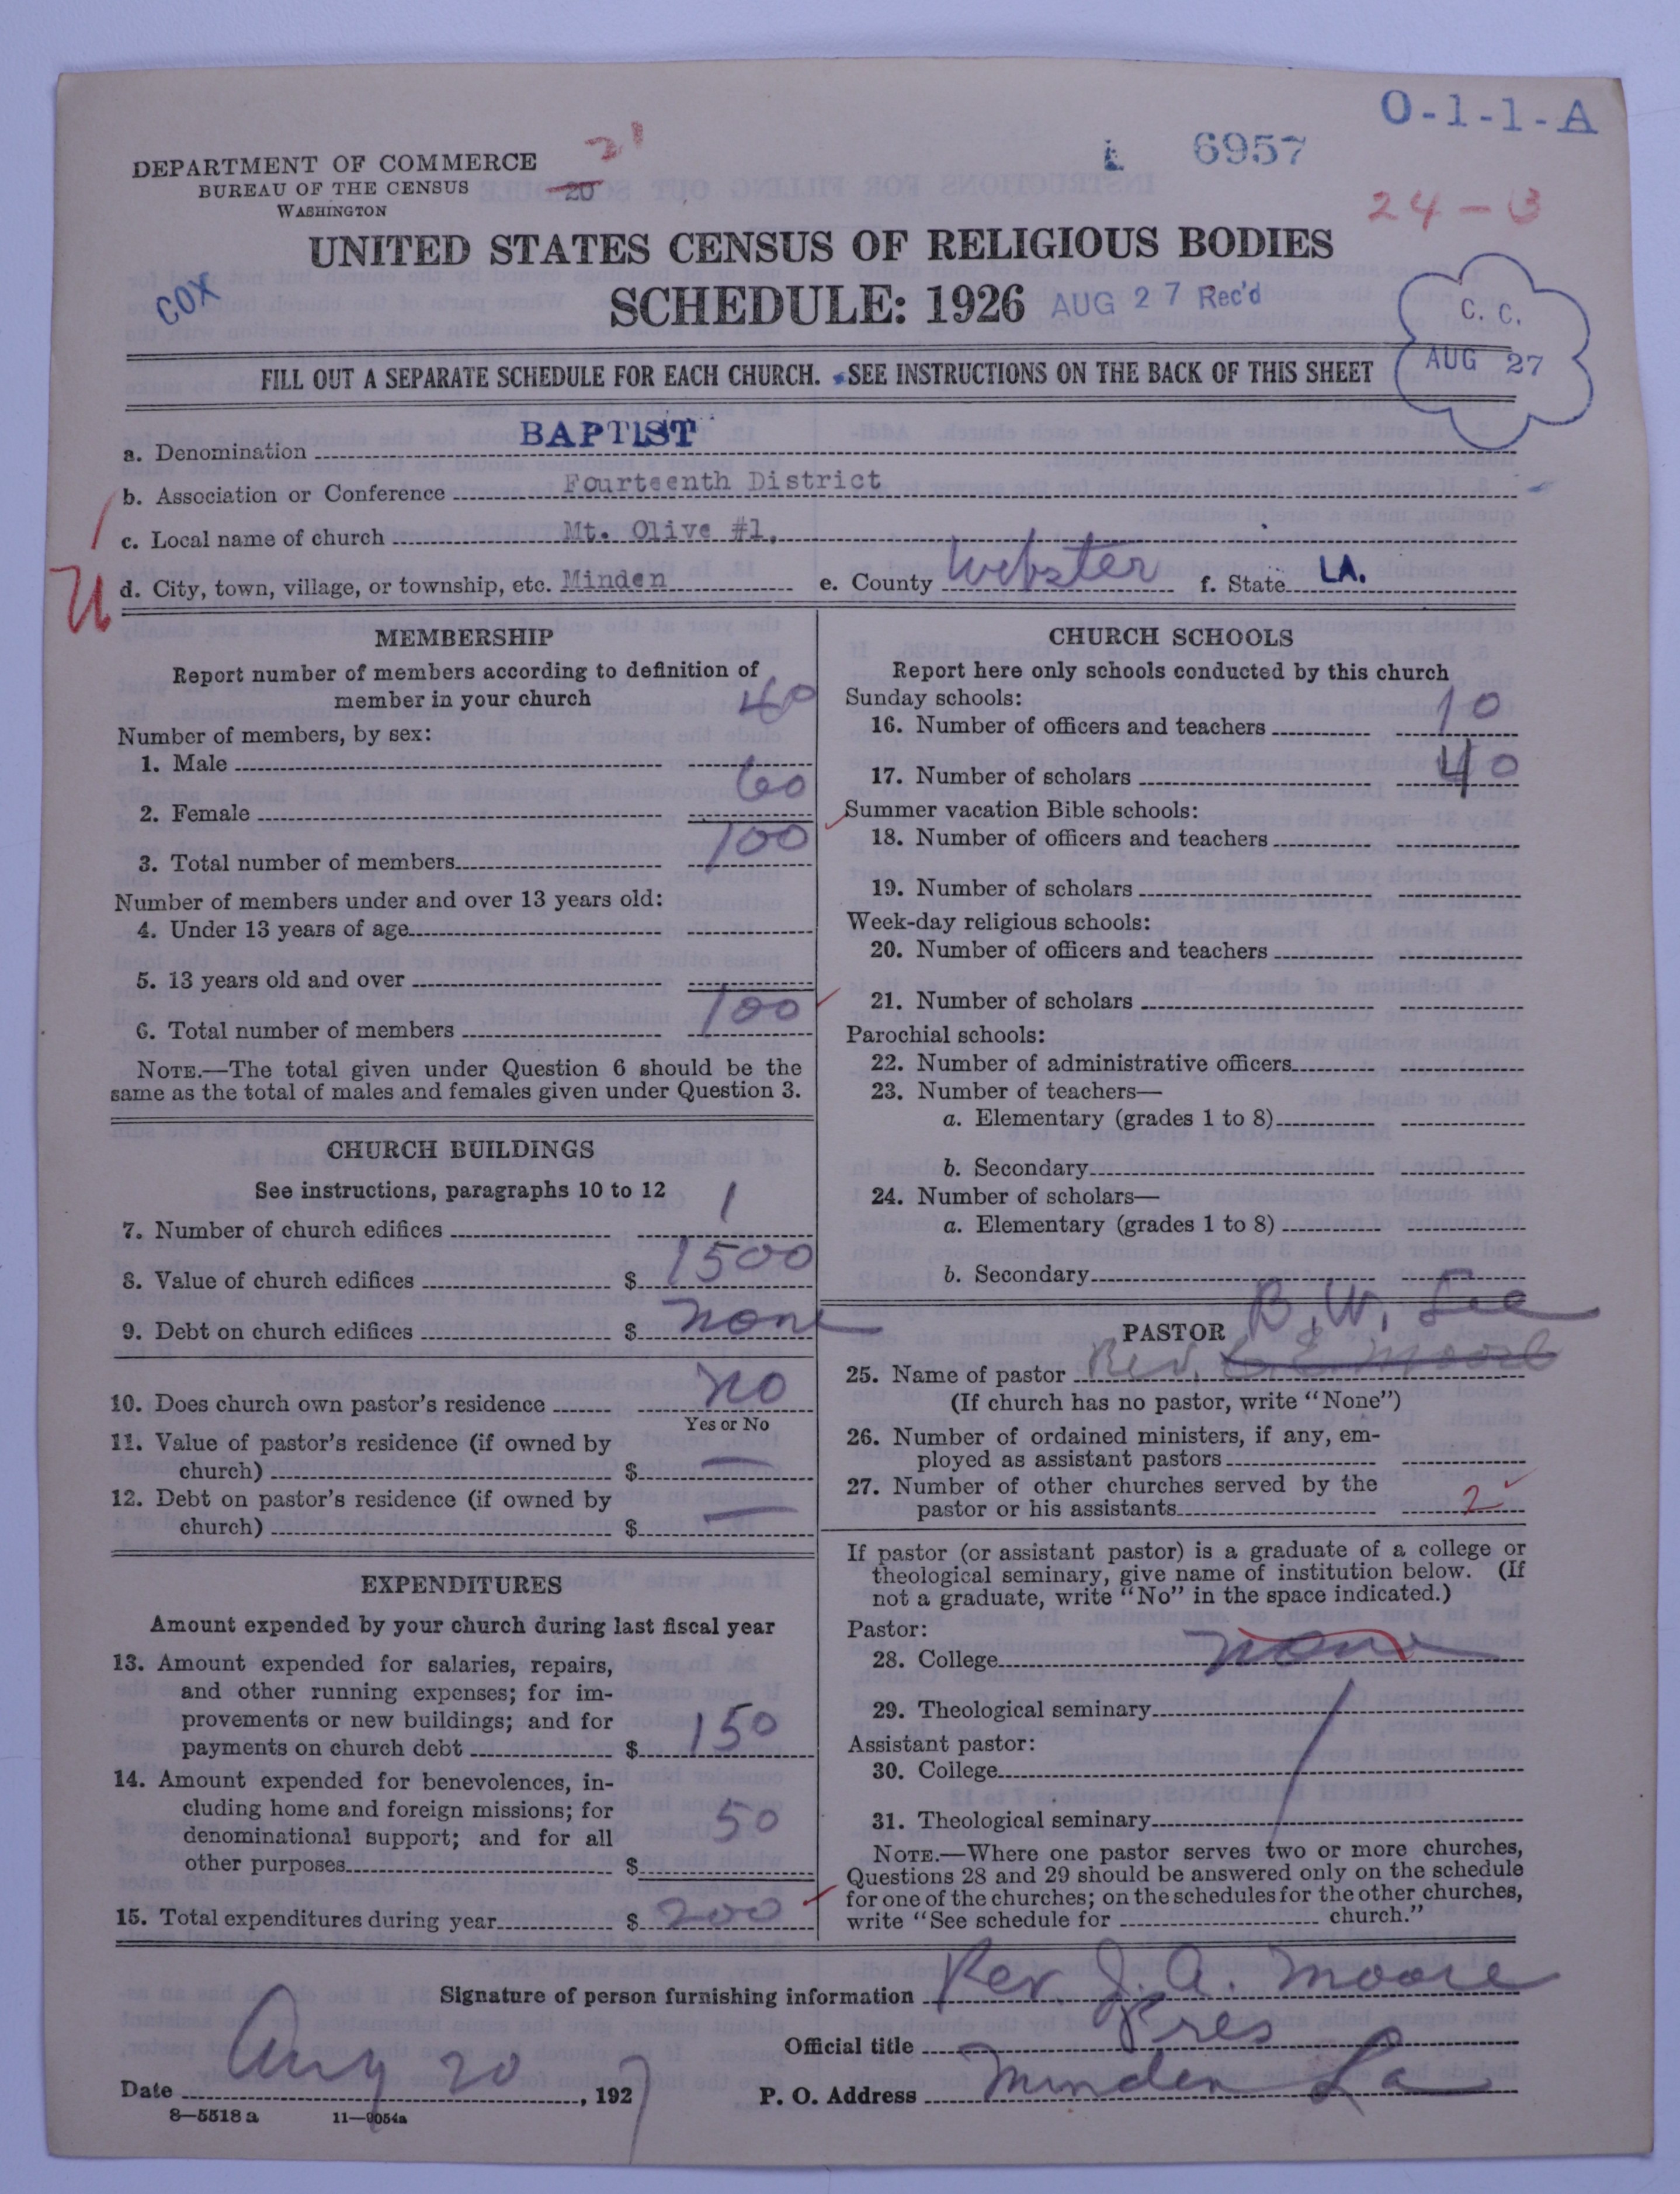 O-1-1-A
6957
21
DEPARTMENT OF COMMERCE
BUREAU OF THE CENSUS
20
WASHINGTON
24-B
UNITED STATES CENSUS OF RELIGIOUS BODIES
COX
SCHEDULE: 1926 AUG 27 Rec'd
C. C.
AUG 27
FILL OUT A SEPARATE SCHEDULE FOR EACH CHURCH. SEE INSTRUCTIONS ON THE BACK OF THIS SHEET
a. Denomination BAPTIST
b. Association or Conference Fourteenth District
c. Local name of church Mt. Olive #1.
d. City, town, village, or township, etc. Minden e. County Webster f. State LA.
MEMBERSHIP
Report number of members according to definition of
member in your church
Number of members, by sex:
1. Male 40
2. Female 60
3. Total number of members 100
Number of members under and over 13 years old:
4. Under 13 years of age
5. 13 years old and over
6. Total number of members 100
NOTE.—The total given under Question 6 should be the
same as the total of males and females given under Question 3.
CHURCH BUILDINGS
See instructions, paragraphs 10 to 12
7. Number of church edifices 1
8. Value of church edifices $ 1500
9. Debt on church edifices $ none
10. Does church own pastor's residence no
Yes or No
11. Value of pastor's residence (if owned by
church) $ —
12. Debt on pastor's residence (if owned by
church) $ —
EXPENDITURES
Amount expended by your church during last fiscal year
13. Amount expended for salaries, repairs,
and other running expenses; for im-
provements or new buildings; and for
payments on church debt $ 150
14. Amount expended for benevolences, in-
cluding home and foreign missions; for
denominational support; and for all
other purposes $ 50
15. Total expenditures during year $ 200
CHURCH SCHOOLS
Report here only schools conducted by this church
Sunday schools:
16. Number of officers and teachers 10
17. Number of scholars 40
Summer vacation Bible schools:
18. Number of officers and teachers
19. Number of scholars
Week-day religious schools:
20. Number of officers and teachers
21. Number of scholars
Parochial schools:
22. Number of administrative officers
23. Number of teachers—
a. Elementary (grades 1 to 8)
b. Secondary
24. Number of scholars—
a. Elementary (grades 1 to 8)
b. Secondary
PASTOR B. W. Lee
25. Name of pastor Rev. C. E. Moore
(If church has no pastor, write "None")
26. Number of ordained ministers, if any, em-
ployed as assistant pastors
27. Number of other churches served by the
pastor or his assistants 2
If pastor (or assistant pastor) is a graduate of a college or
theological seminary, give name of institution below. (If
not a graduate, write "No" in the space indicated.)
Pastor:
28. College none
29. Theological seminary
Assistant pastor:
30. College
31. Theological seminary
NOTE.—Where one pastor serves two or more churches,
Questions 28 and 29 should be answered only on the schedule
for one of the churches; on the schedules for the other churches,
write "See schedule for church."
Signature of person furnishing information Rev. J. A. Moore
Official title Pres
Date Aug 20, 1927 P. O. Address Minden La
8—5518 a 11—9054a